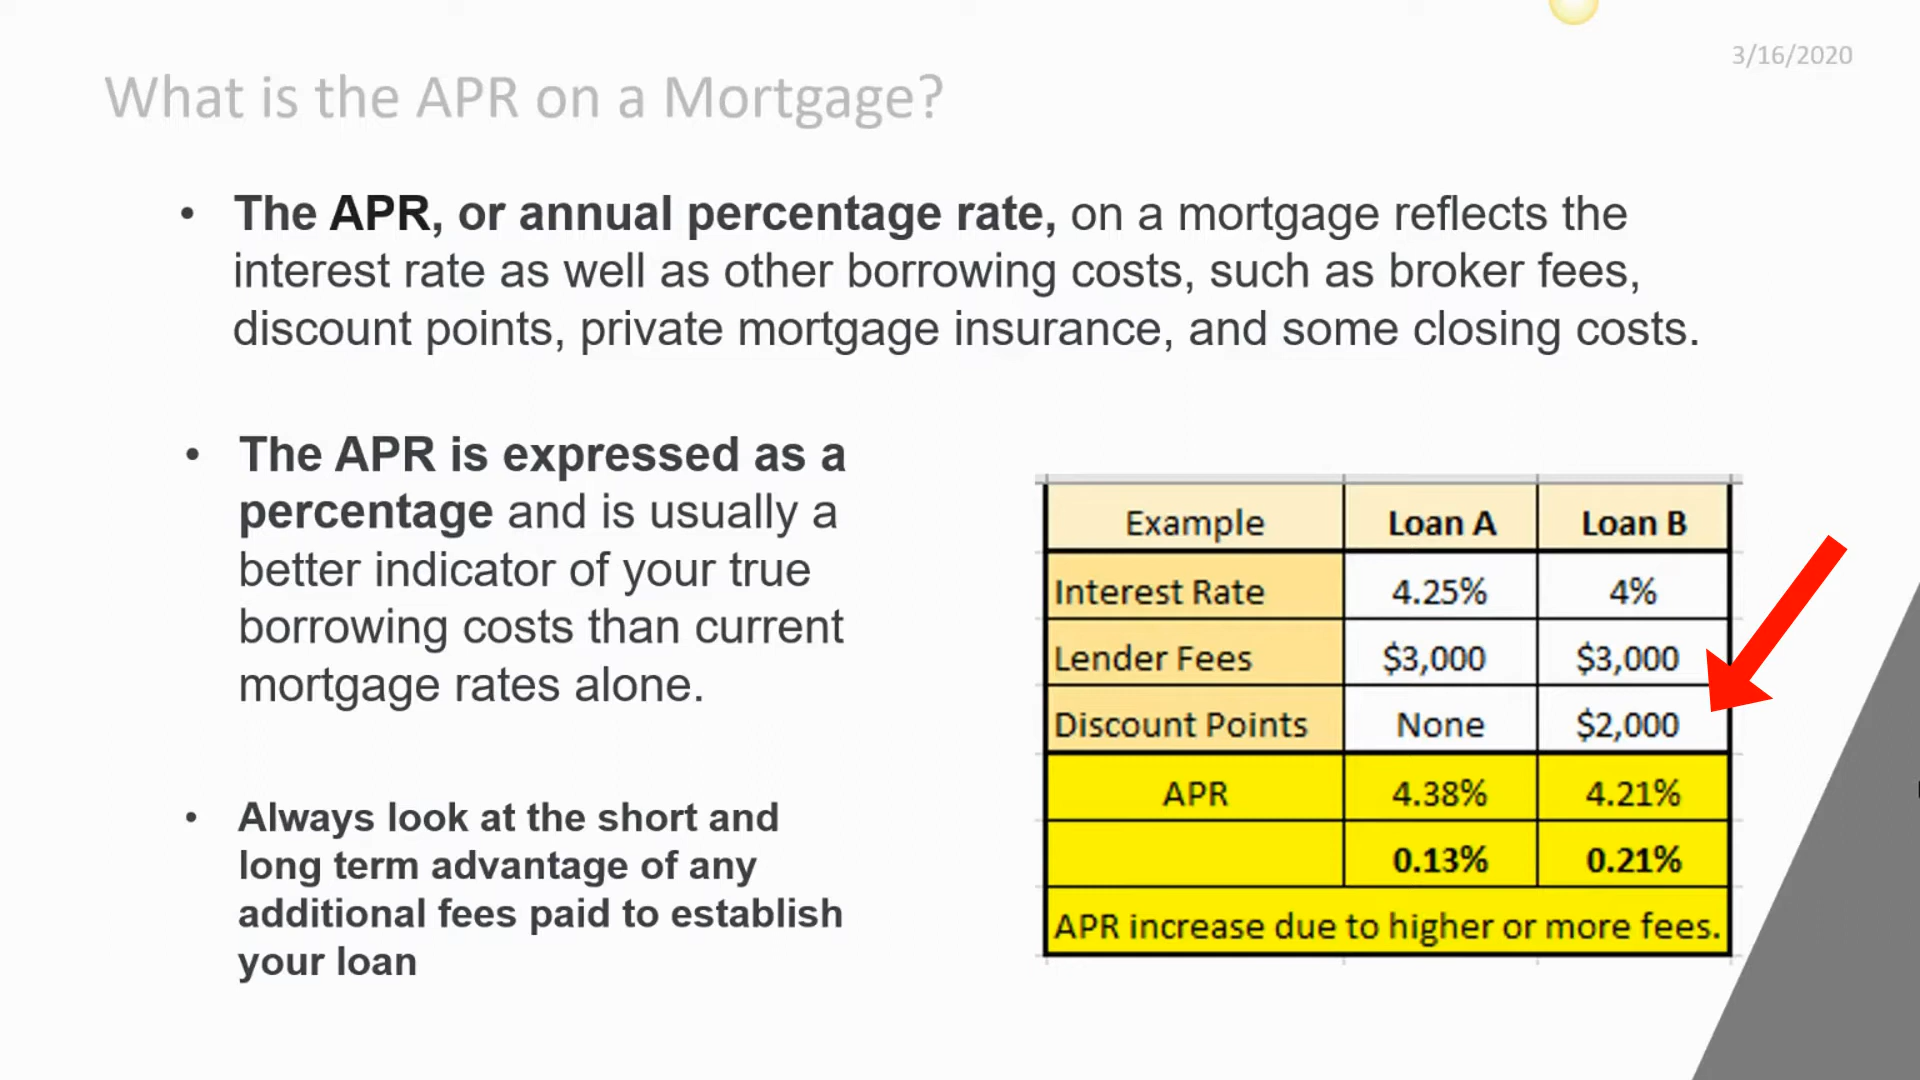 3/16/2020
What is the APR on a Mortgage?
• The APR, or annual percentage rate, on a mortgage reflects the
interest rate as well as other borrowing costs, such as broker fees,
discount points, private mortgage insurance, and some closing costs.
• The APR is expressed as a
percentage and is usually a
better indicator of your true
borrowing costs than current
mortgage rates alone.
• Always look at the short and
long term advantage of any
additional fees paid to establish
your loan
Example Loan A Loan B
Interest Rate 4.25% 4%
Lender Fees $3,000 $3,000
Discount Points None $2,000
APR 4.38% 4.21%
0.13% 0.21%
APR increase due to higher or more fees.